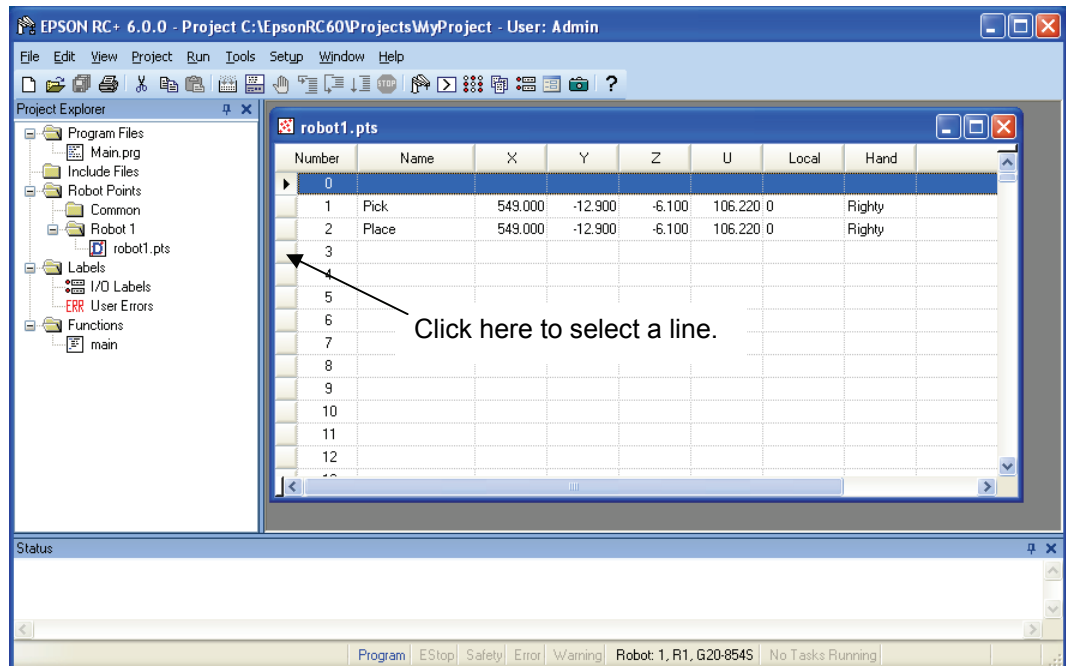 EPSON RC+ 6.0.0 - Project C:\EpsonRC60\Projects\MyProject - User: Admin
File Edit View Project Run Tools Setup Window Help
Project Explorer
Program Files
Main.prg
Include Files
Robot Points
Common
Robot 1
robot1.pts
Labels
I/O Labels
ERR User Errors
Functions
main
robot1.pts
Number Name X Y Z U Local Hand
0
1 Pick 549.000 -12.900 -6.100 106.220 0 Righty
2 Place 549.000 -12.900 -6.100 106.220 0 Righty
3
4
5
6
7
8
9
10
11
12
Click here to select a line.
Status
Program EStop Safety Error Warning Robot: 1, R1, G20-854S No Tasks Running